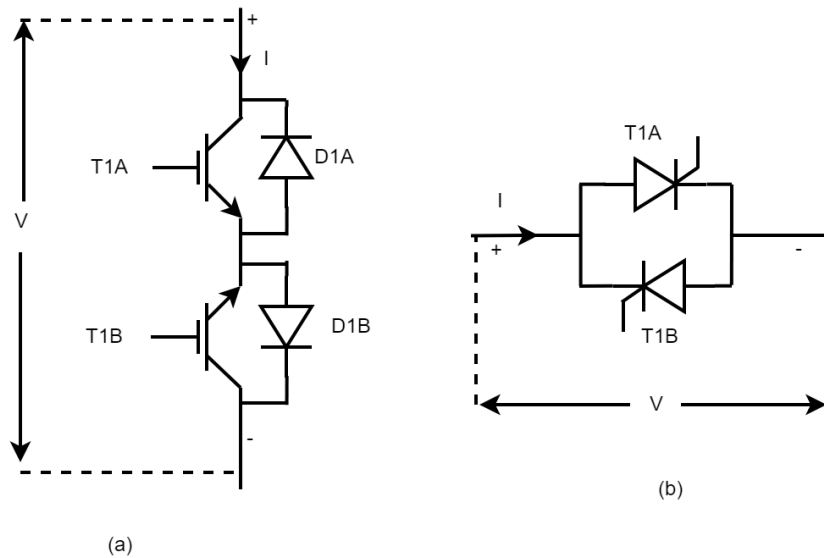 +
I
T1A
D1A
V
T1B
D1B
-
(a)
T1A
I
+
-
T1B
V
(b)